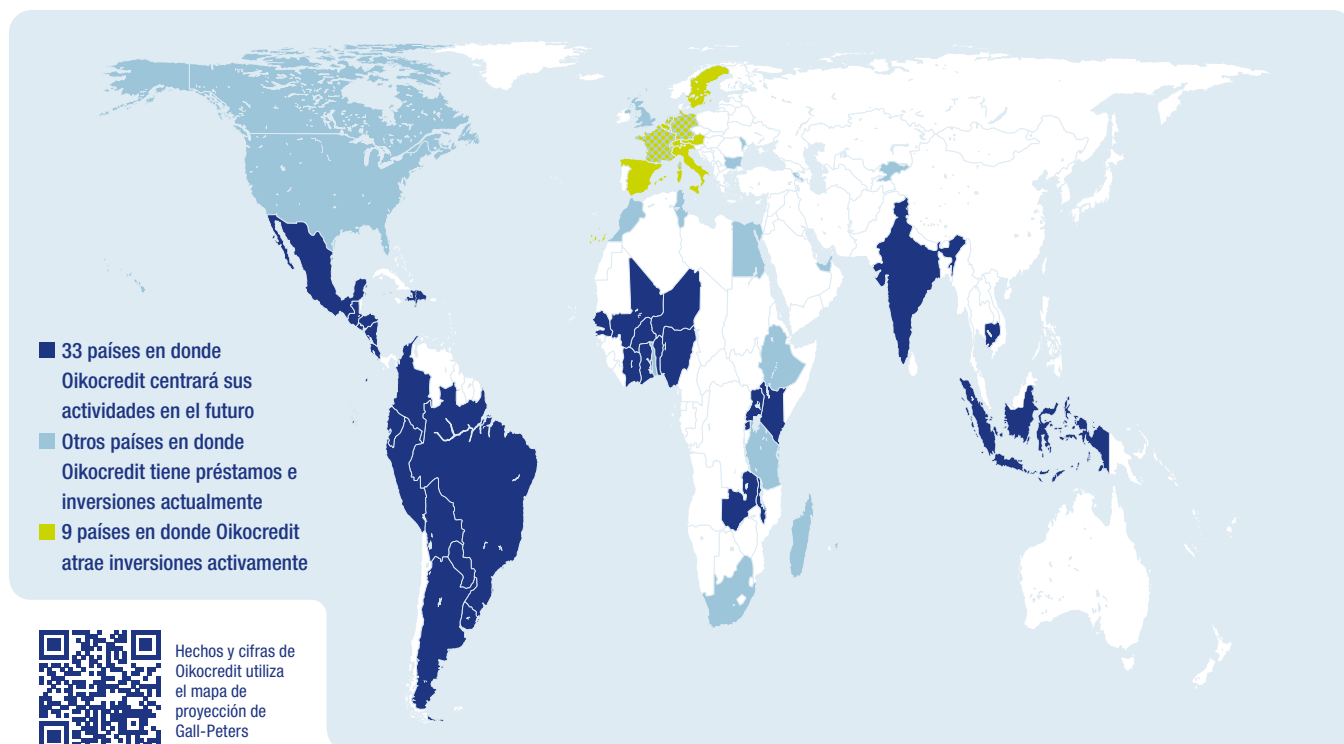 33 países en donde
Oikocredit centrará sus
actividades en el futuro
Otros países en donde
Oikocredit tiene préstamos e
inversiones actualmente
9 países en donde Oikocredit
atrae inversiones activamente
Hechos y cifras de
Oikocredit utiliza
el mapa de
proyección de
Gall-Peters